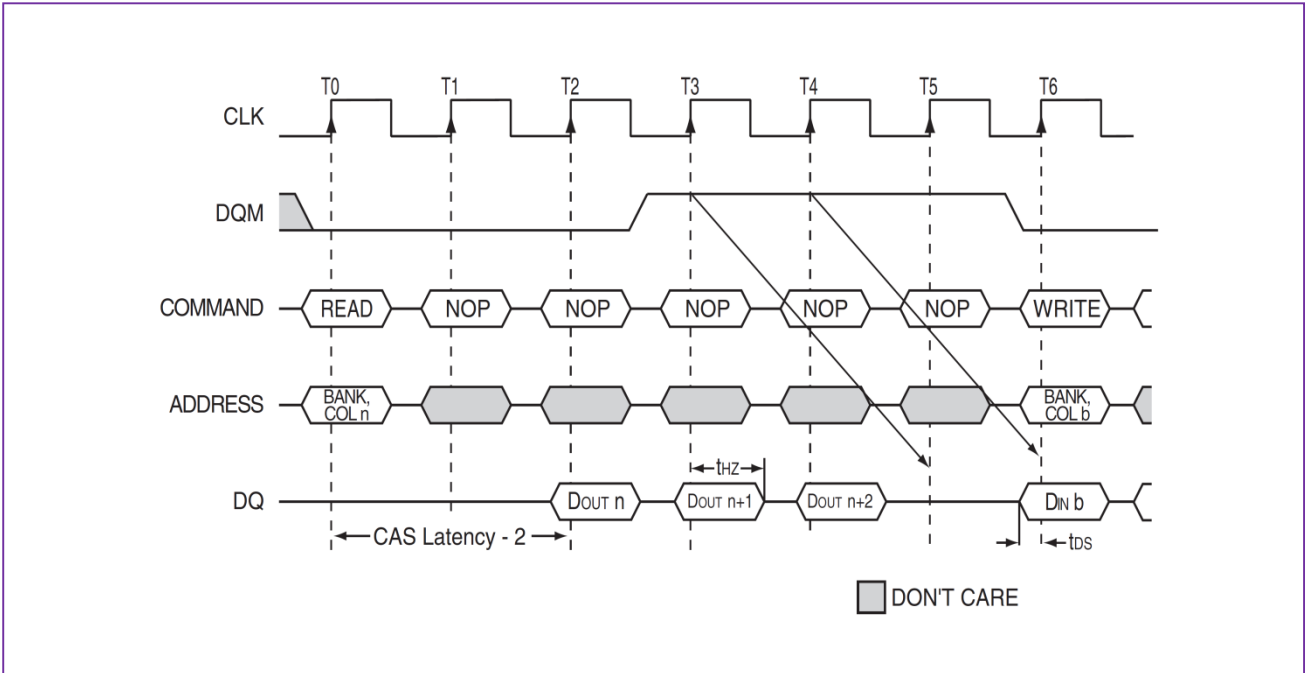 T0 T1 T2 T3 T4 T5 T6
CLK
DQM
COMMAND READ NOP NOP NOP NOP NOP WRITE
ADDRESS BANK, COL n BANK, COL b
tHZ
DQ DOUT n DOUT n+1 DOUT n+2 DIN b
CAS Latency - 2 tDS
DON'T CARE